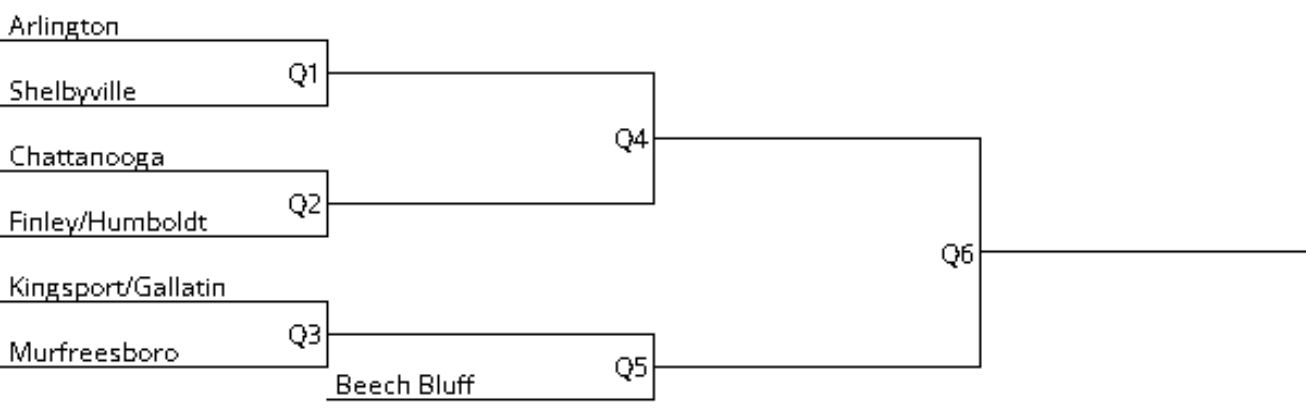 Arlington
Q1
Shelbyville
Q4
Chattanooga
Q2
Finley/Humboldt
Q6
Kingsport/Gallatin
Q3
Murfreesboro
Q5
Beech Bluff